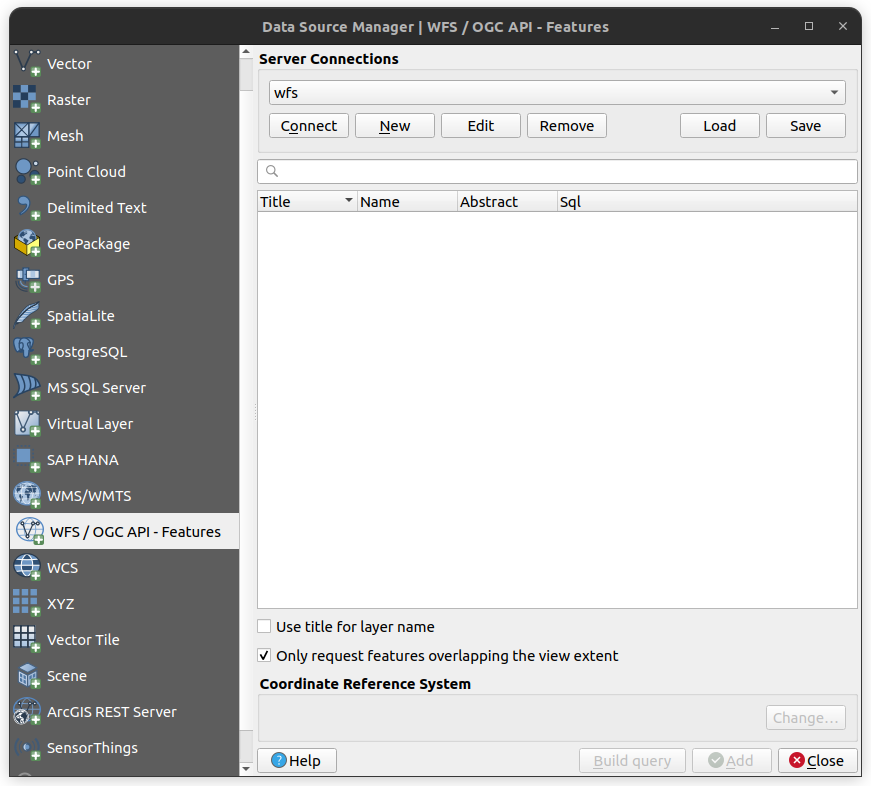 Data Source Manager | WFS / OGC API - Features
Vector
Raster
Mesh
Point Cloud
Delimited Text
GeoPackage
GPS
SpatiaLite
PostgreSQL
MS SQL Server
Virtual Layer
SAP HANA
WMS/WMTS
WFS / OGC API - Features
WCS
XYZ
Vector Tile
Scene
ArcGIS REST Server
SensorThings
Server Connections
wfs
Connect New Edit Remove Load Save
Title Name Abstract Sql
Use title for layer name
Only request features overlapping the view extent
Coordinate Reference System
Change...
Help Build query Add Close